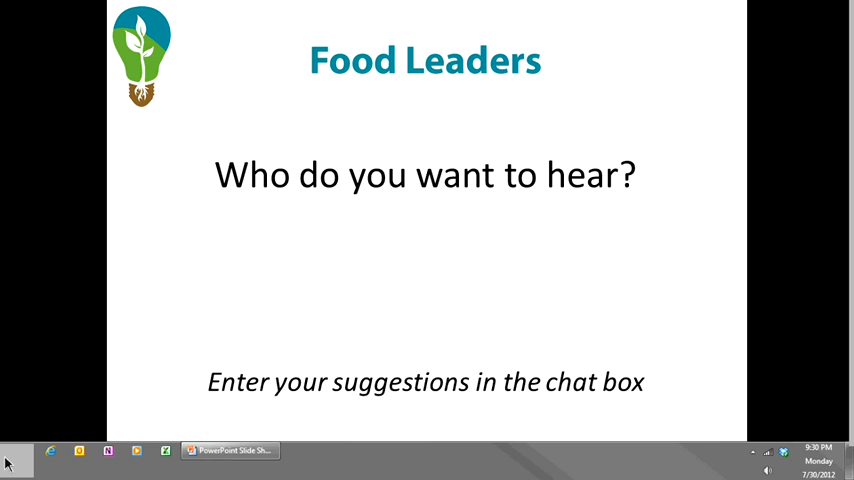 Food Leaders
Who do you want to hear?
Enter your suggestions in the chat box
PowerPoint Slide Sh...
9:30 PM
Monday
7/30/2012